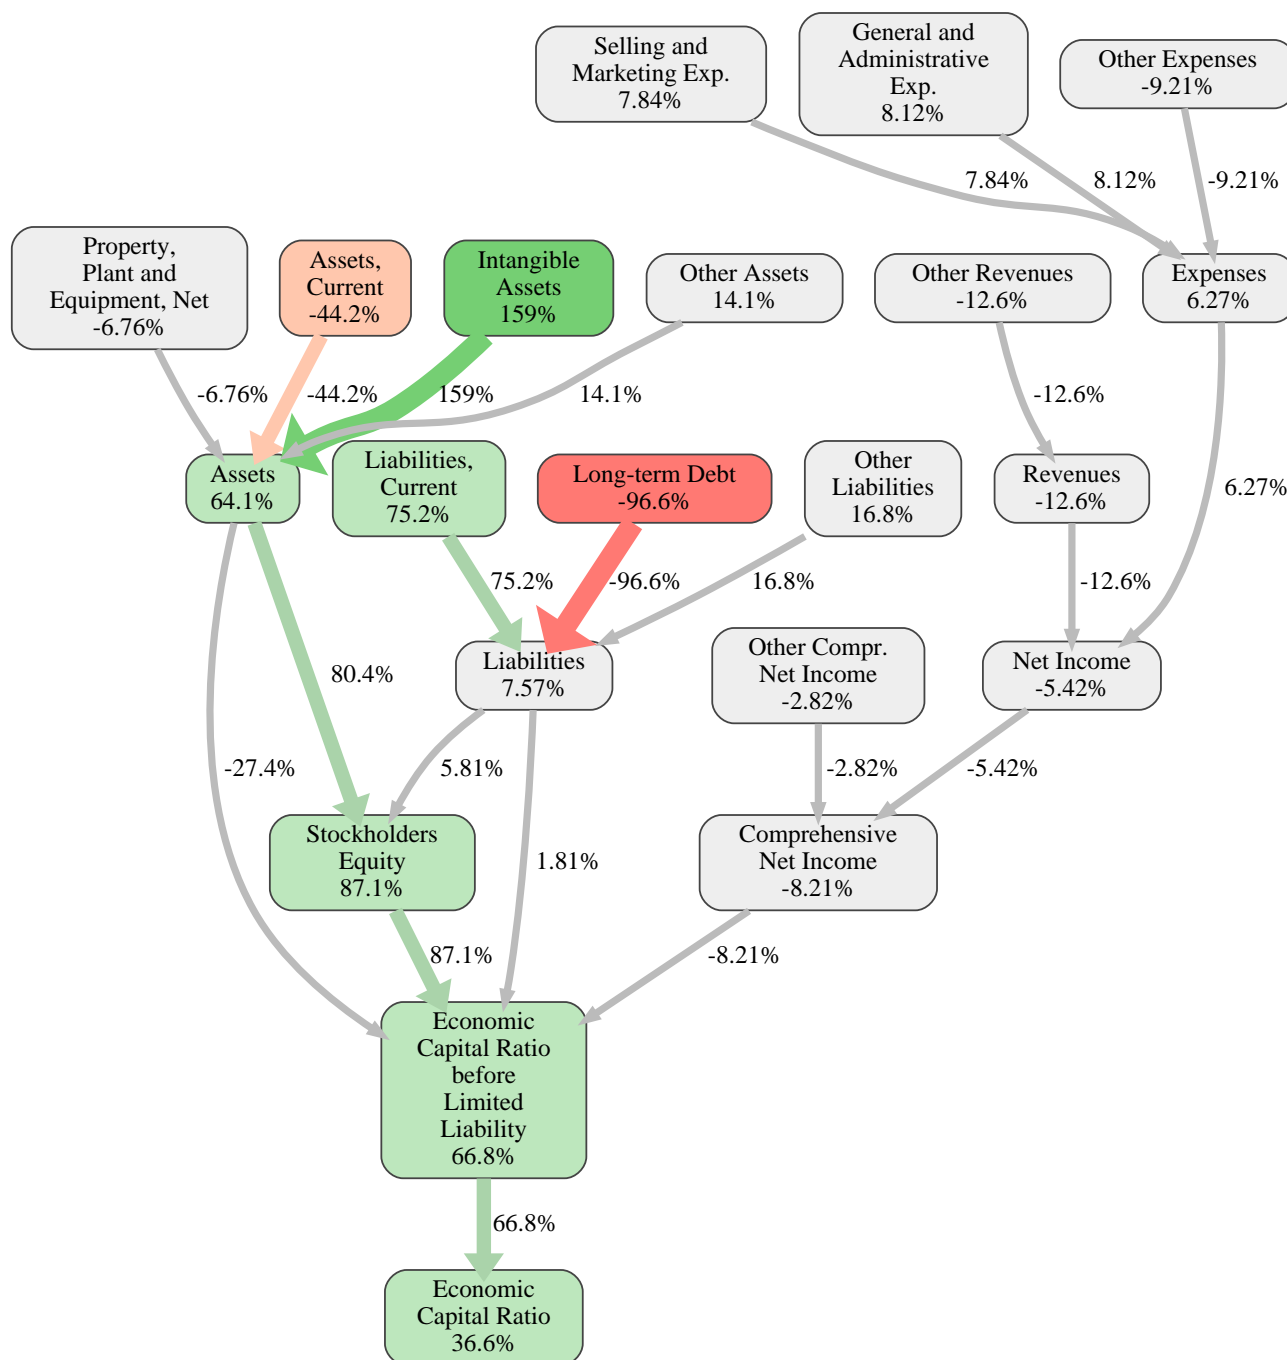 Selling and
Marketing Exp.
7.84%
General and
Administrative
Exp.
8.12%
Other Expenses
-9.21%
7.84%
8.12%
-9.21%
Property,
Plant and
Equipment, Net
-6.76%
Assets,
Current
-44.2%
Intangible
Assets
159%
Other Assets
14.1%
Other Revenues
-12.6%
Expenses
6.27%
-6.76%
-44.2%
159%
14.1%
-12.6%
Assets
64.1%
Liabilities,
Current
75.2%
Long-term Debt
-96.6%
Other
Liabilities
16.8%
Revenues
-12.6%
6.27%
75.2%
-96.6%
16.8%
-12.6%
80.4%
Liabilities
7.57%
Other Compr.
Net Income
-2.82%
Net Income
-5.42%
-27.4%
5.81%
-2.82%
-5.42%
Stockholders
Equity
87.1%
1.81%
Comprehensive
Net Income
-8.21%
87.1%
-8.21%
Economic
Capital Ratio
before
Limited
Liability
66.8%
66.8%
Economic
Capital Ratio
36.6%